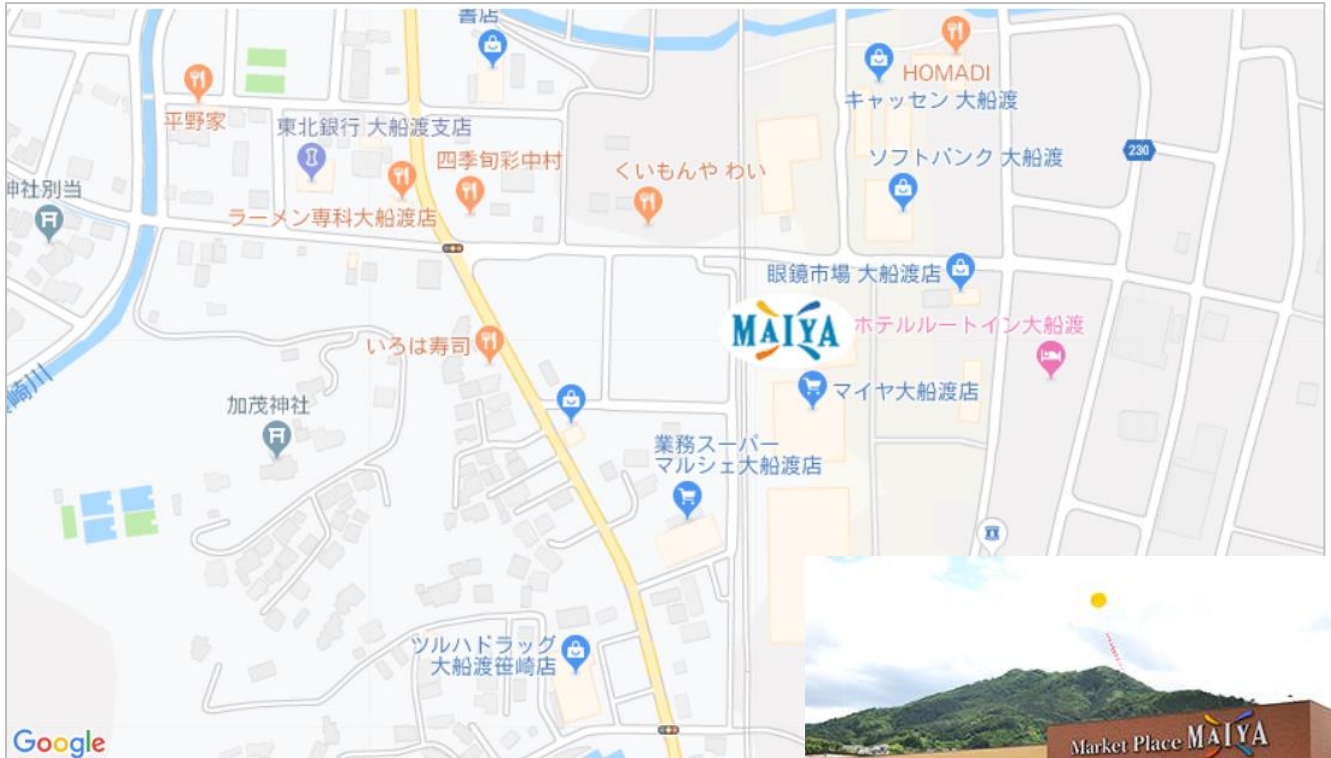 書店
HOMADI
キャッセン 大船渡
平野家
東北銀行 大船渡支店
230
四季旬彩中村
ソフトバンク 大船渡
くいもんや わい
神社別当
ラーメン専科大船渡店
眼鏡市場 大船渡店
MAIYA
ホテルルートイン大船渡
いろは寿司
マイヤ大船渡店
崎川
加茂神社
業務スーパー
マルシェ大船渡店
ツルハドラッグ
大船渡笹崎店
Google
Market Place MAIYA